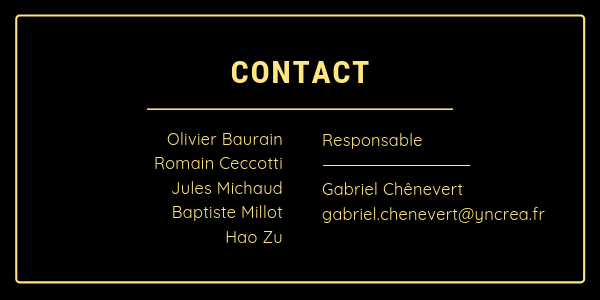 CONTACT
Olivier Baurain
Romain Ceccotti
Jules Michaud
Baptiste Millot
Hao Zu
Responsable
Gabriel Chênevert
gabriel.chenevert@yncrea.fr